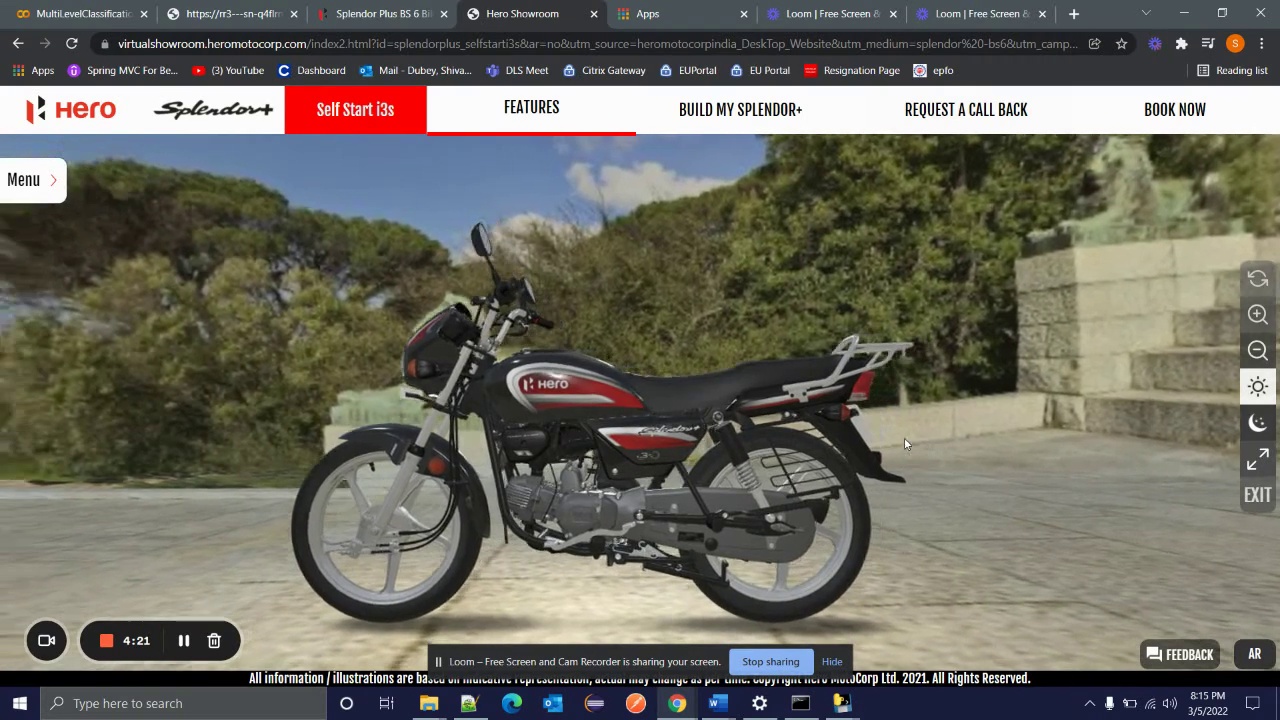 MultiLevelClassificatio
https://rr3---sn-q4flrn
Splendor Plus BS 6 Bik
Hero Showroom
Apps
Loom | Free Screen &
Loom | Free Screen &
virtualshowroom.heromotocorp.com/index2.html?id=splendorplus_selfstarti3s&at=no&utm_source=heromotocorpindia_DeskTop_Website&utm_medium=splendor%20-bs6&utm_camp...
S
Apps
Spring MVC For Be...
(3) YouTube
Dashboard
Mail - Dubey, Shiva...
DLS Meet
Citrix Gateway
EUPortal
EU Portal
Resignation Page
epfo
Reading list
Hero
Splendor+
Self Start i3s
FEATURES
BUILD MY SPLENDOR+
REQUEST A CALL BACK
BOOK NOW
Menu
Hero
Splendor+
EXIT
4:21
Loom – Free Screen and Cam Recorder is sharing your screen.
Stop sharing
Hide
FEEDBACK
AR
All information / illustrations are based on indicative representation, actual may change as per time. Copyright Hero MotoCorp Ltd. 2021. All Rights Reserved.
Type here to search
8:15 PM
3/5/2022